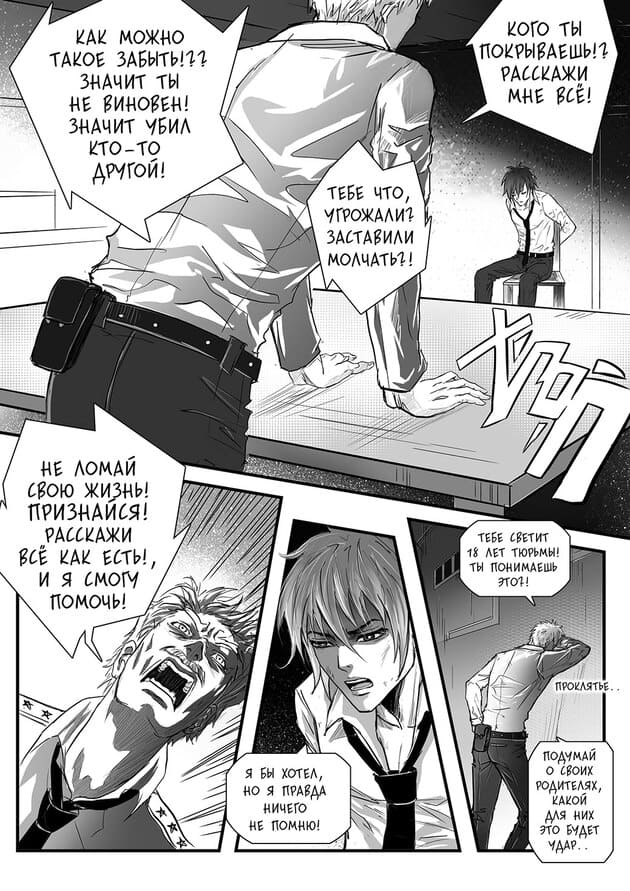 КАК МОЖНО
ТАКОЕ ЗАБЫТЬ!??
ЗНАЧИТ ТЫ
НЕ ВИНОВЕН!
ЗНАЧИТ УБИЛ
КТО-ТО
ДРУГОЙ!
КОГО ТЫ
ПОКРЫВАЕШЬ!?
РАССКАЖИ
МНЕ ВСЁ!
ТЕБЕ ЧТО,
УГРОЖАЛИ?
ЗАСТАВИЛИ
МОЛЧАТЬ?!
ХЛОП
НЕ ЛОМАЙ
СВОЮ ЖИЗНЬ!
ПРИЗНАЙСЯ!
РАССКАЖИ
ВСЁ КАК ЕСТЬ!,
И Я СМОГУ
ПОМОЧЬ!
Я БЫ ХОТЕЛ,
НО Я ПРАВДА
НИЧЕГО
НЕ ПОМНЮ!
ТЕБЕ СВЕТИТ
18 ЛЕТ ТЮРЬМЫ!
ТЫ ПОНИМАЕШЬ
ЭТО?!
ПРОКЛЯТЬЕ..
ПОДУМАЙ
О СВОИХ
РОДИТЕЛЯХ,
КАКОЙ
ДЛЯ НИХ
ЭТО БУДЕТ
УДАР..